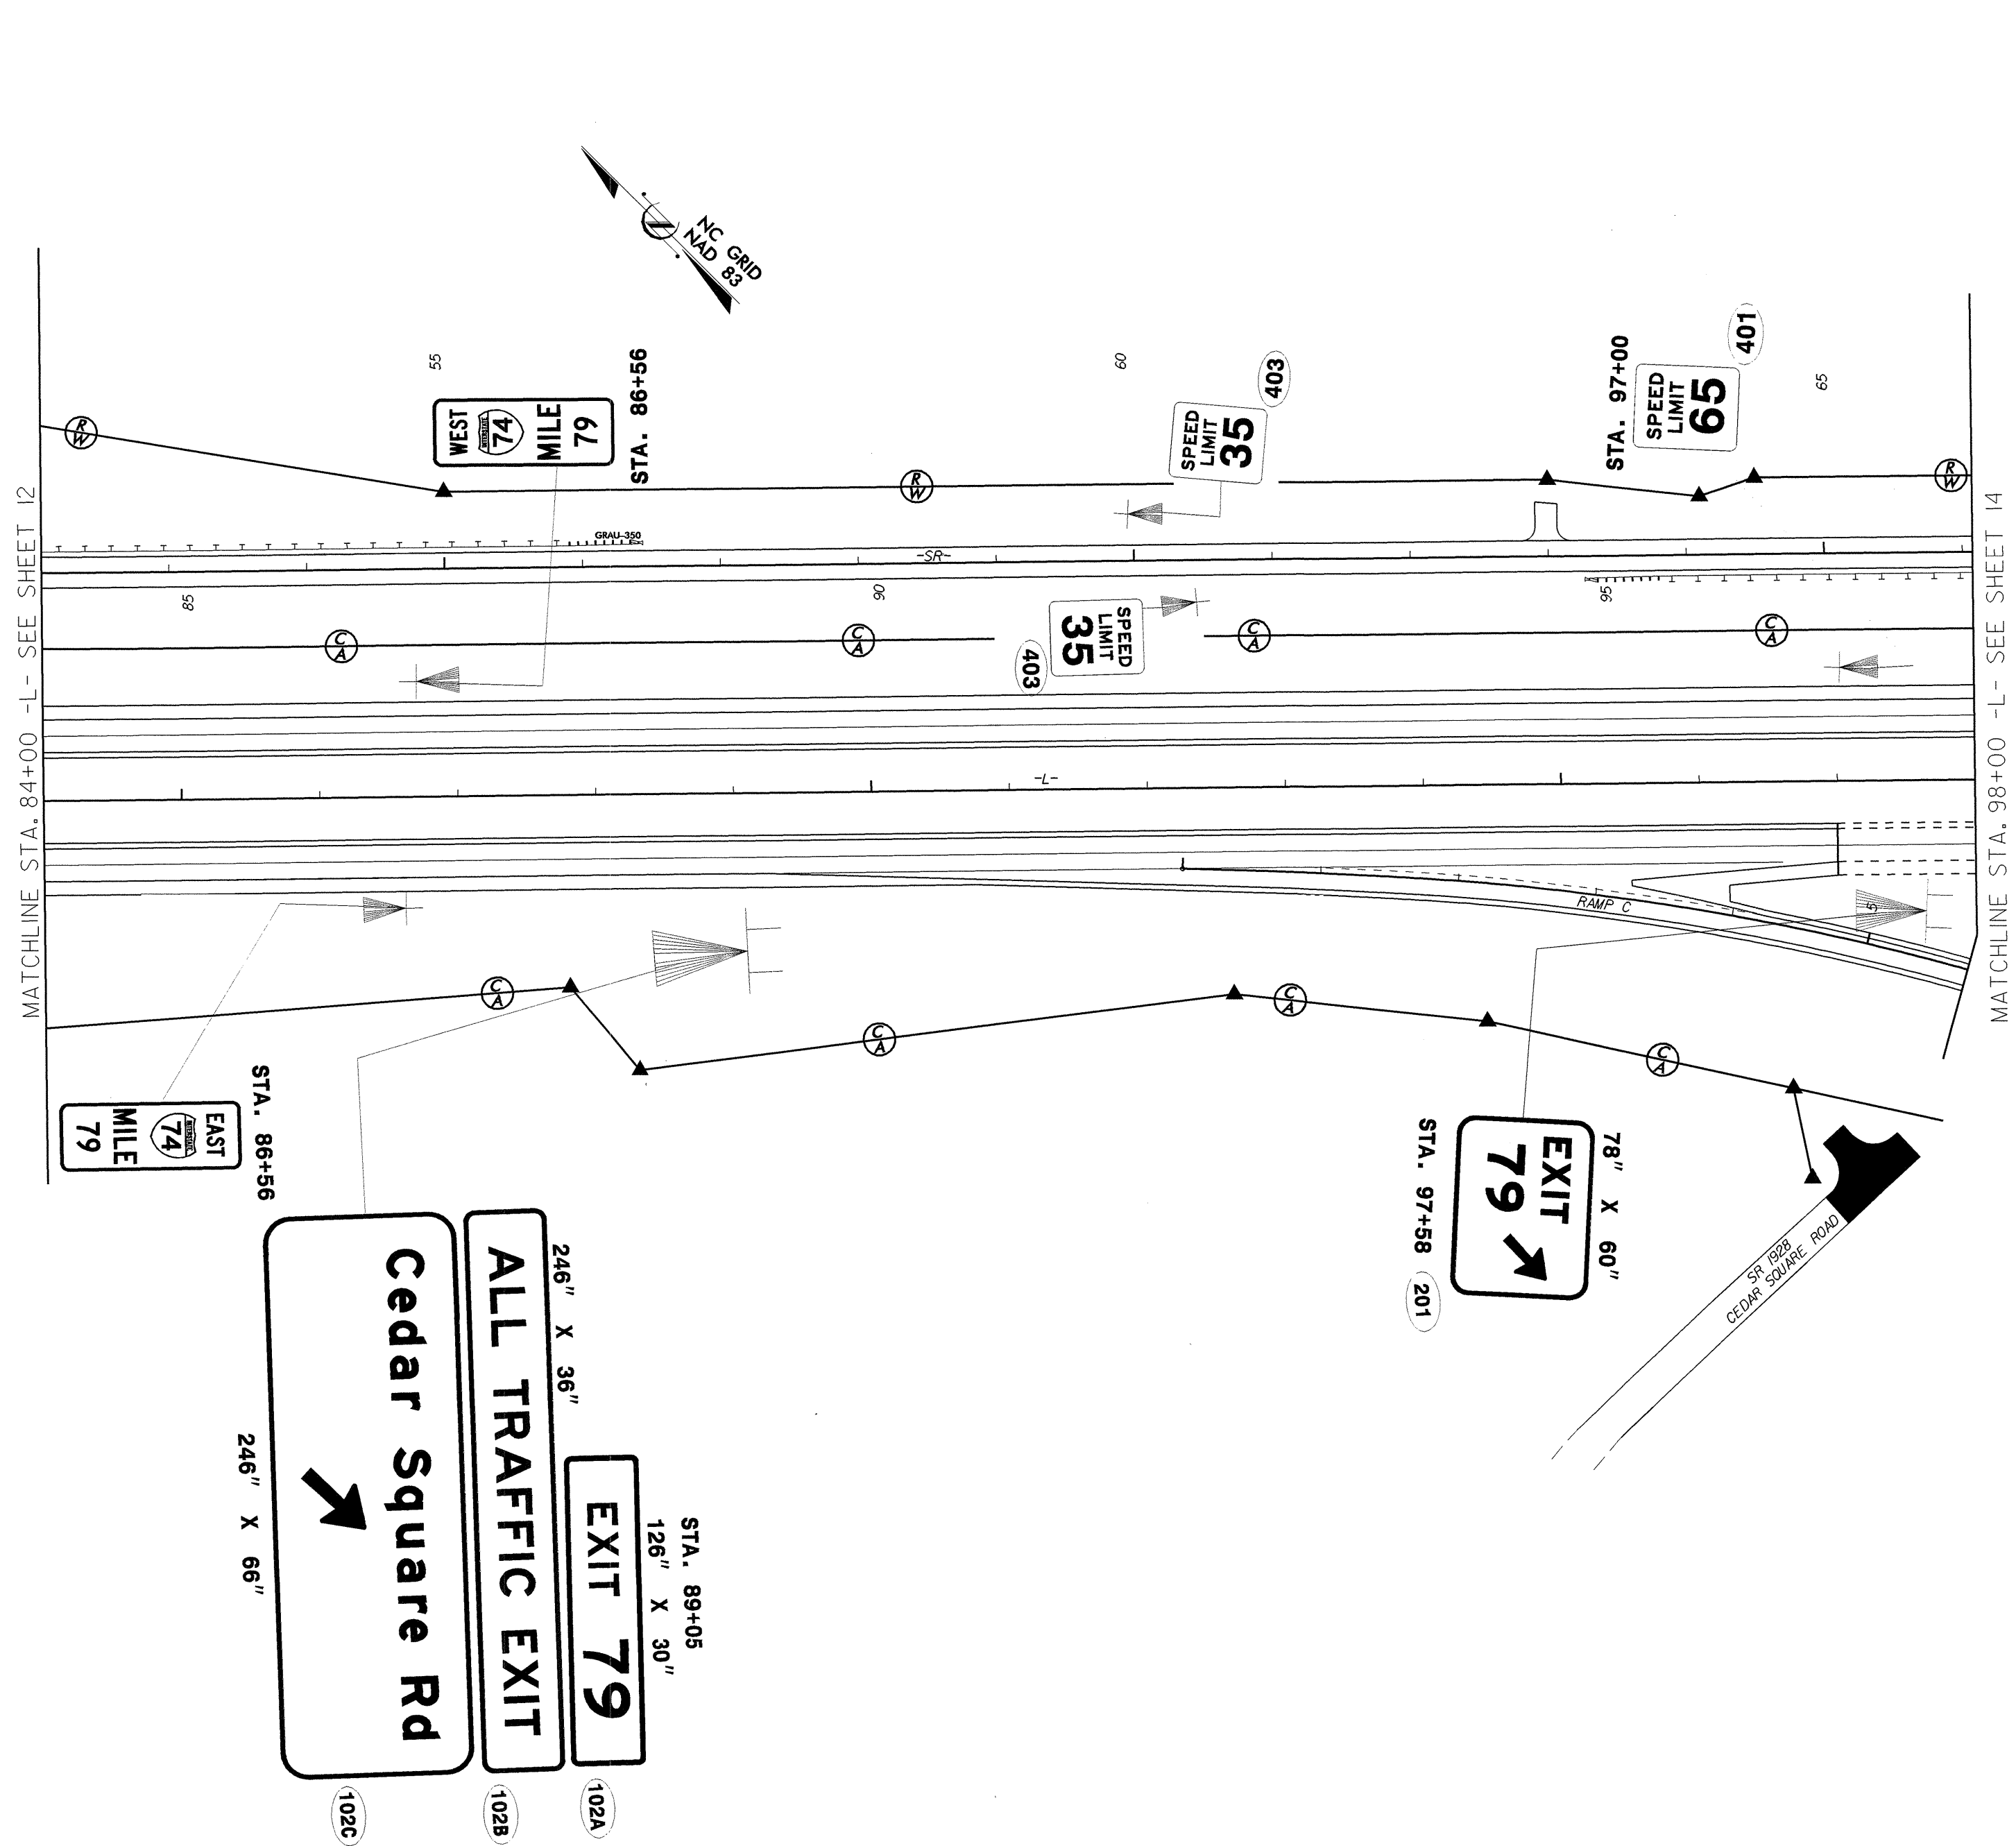 NC GRID
NAD 83
55
60
65
WEST
INTERSTATE
74
MILE
79
STA. 86+56
SPEED
LIMIT
35
403
STA. 97+00
SPEED
LIMIT
65
401
R
W
R
W
R
W
GRAU-350
-SR-
85
90
95
C
A
C
A
C
A
C
A
SPEED
LIMIT
35
403
MATCHLINE STA. 84+00 -L- SEE SHEET 12
MATCHLINE STA. 98+00 -L- SEE SHEET 14
-L-
RAMP C
5
C
A
C
A
C
A
C
A
STA. 86+56
EAST
INTERSTATE
74
MILE
79
78" X 60"
EXIT
79
STA. 97+58
201
SR 1928
CEDAR SQUARE ROAD
STA. 89+05
126" X 30"
EXIT 79
102A
246" X 36"
ALL TRAFFIC EXIT
102B
Cedar Square Rd
246" X 66"
102C